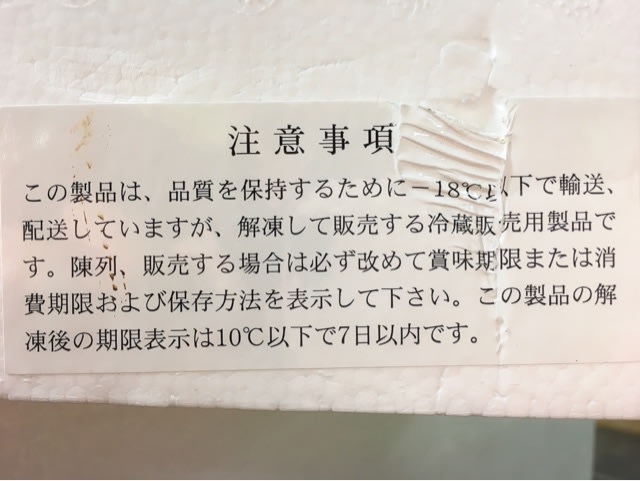 注意事項
この製品は、品質を保持するために－18℃以下で輸送、
配送していますが、解凍して販売する冷蔵販売用製品で
す。陳列、販売する場合は必ず改めて賞味期限または消
費期限および保存方法を表示して下さい。この製品の解
凍後の期限表示は10℃以下で7日以内です。